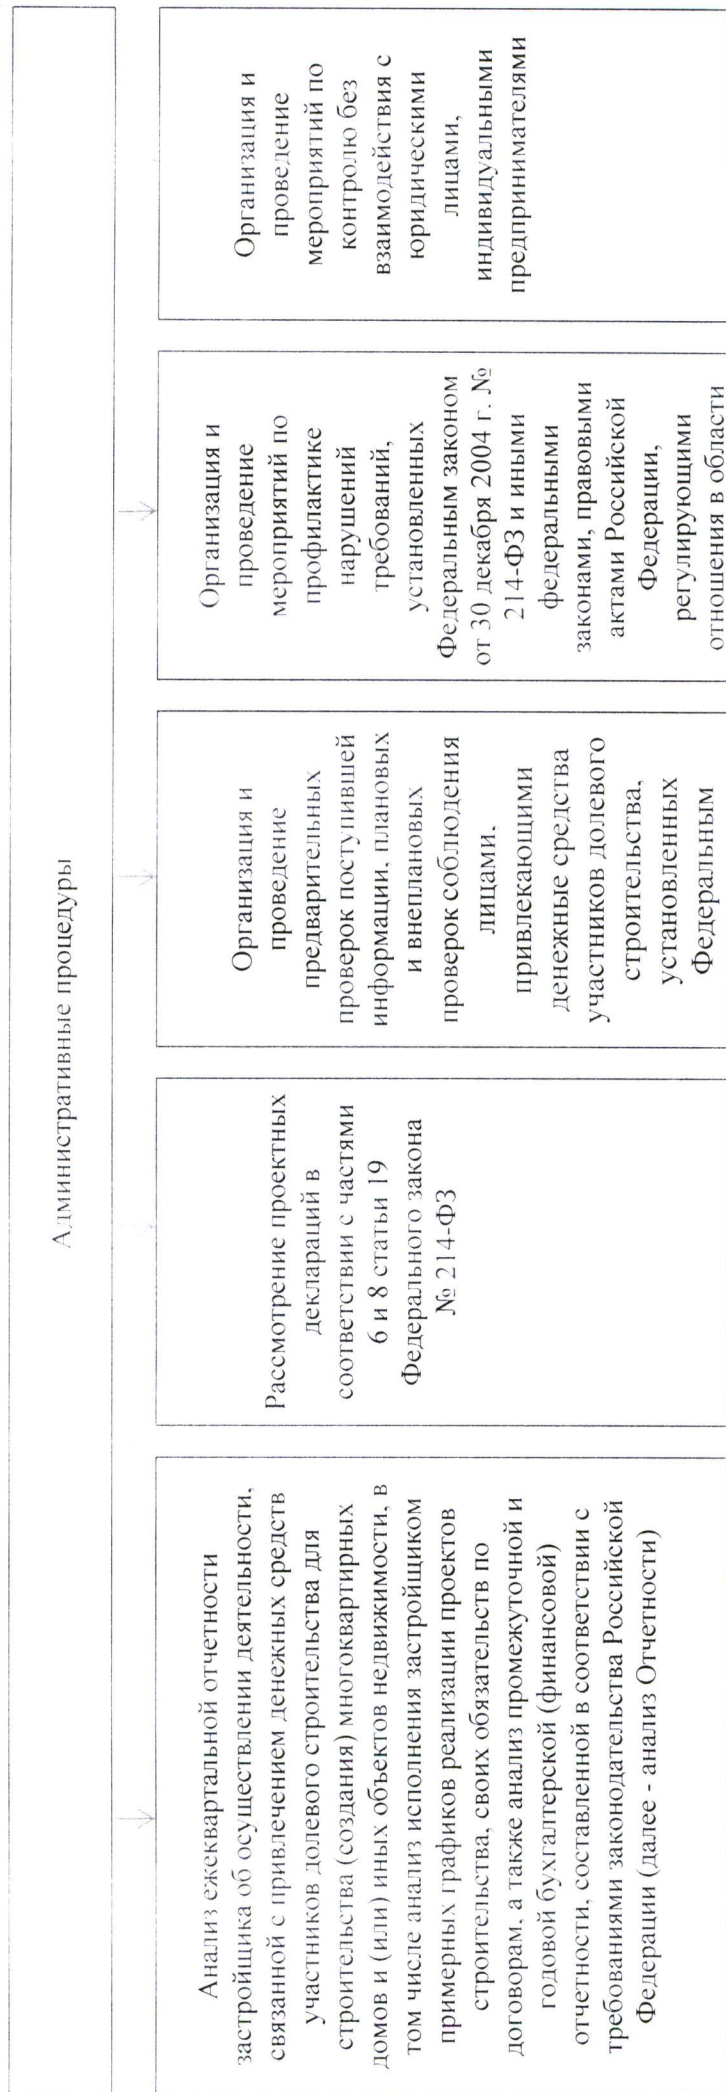 Административные процедуры
Анализ ежеквартальной отчетности
застройщика об осуществлении деятельности,
связанной с привлечением денежных средств
участников долевого строительства для
строительства (создания) многоквартирных
домов и (или) иных объектов недвижимости, в
том числе анализ исполнения застройщиком
примерных графиков реализации проектов
строительства, своих обязательств по
договорам, а также анализ промежуточной и
годовой бухгалтерской (финансовой)
отчетности, составленной в соответствии с
требованиями законодательства Российской
Федерации (далее - анализ Отчетности)
Рассмотрение проектных
деклараций в
соответствии с частями
6 и 8 статьи 19
Федерального закона
№ 214-ФЗ
Организация и
проведение
предварительных
проверок поступившей
информации, плановых
и внеплановых
проверок соблюдения
лицами,
привлекающими
денежные средства
участников долевого
строительства,
установленных
Федеральным
Организация и
проведение
мероприятий по
профилактике
нарушений
требований,
установленных
Федеральным законом
от 30 декабря 2004 г. №
214-ФЗ и иными
федеральными
законами, правовыми
актами Российской
Федерации,
регулирующими
отношения в области
Организация и
проведение
мероприятий по
контролю без
взаимодействия с
юридическими
лицами,
индивидуальными
предпринимателями